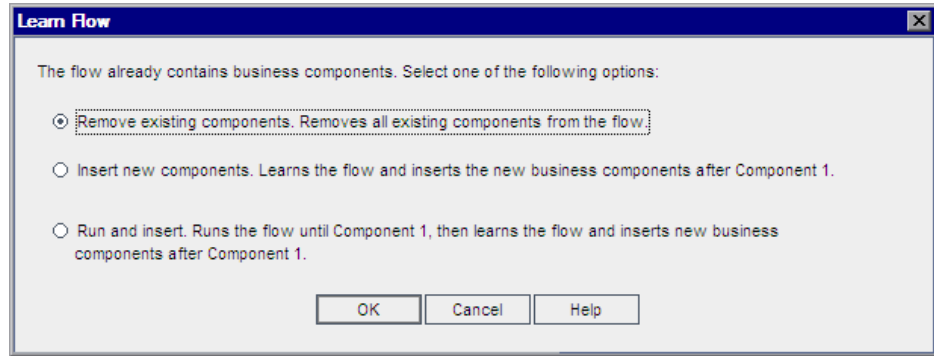 Learn Flow
The flow already contains business components. Select one of the following options:
Remove existing components. Removes all existing components from the flow.
Insert new components. Learns the flow and inserts the new business components after Component 1.
Run and insert. Runs the flow until Component 1, then learns the flow and inserts new business
components after Component 1.
OK Cancel Help